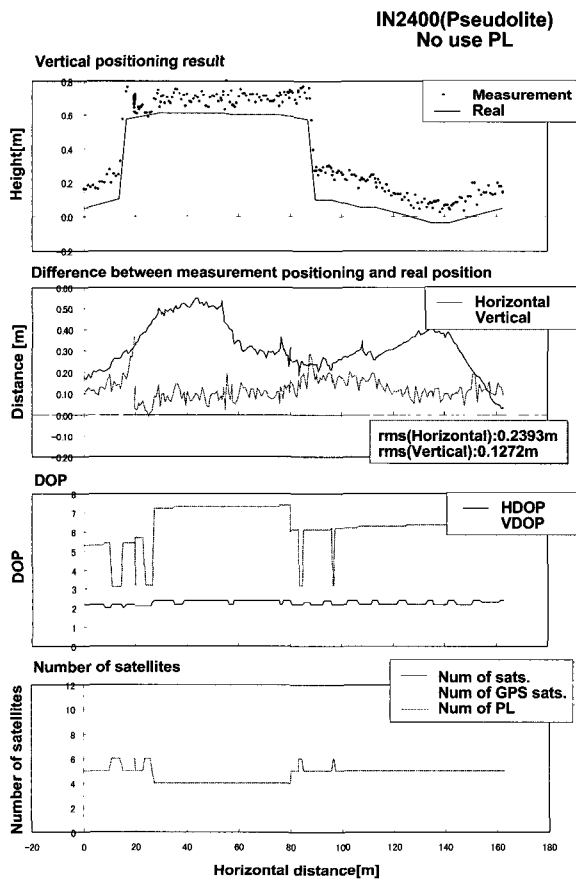 IN2400(Pseudolite)
No use PL
Vertical positioning result
Height[m]
0.8
0.6
0.4
0.2
0.0
-0.2
Measurement
Real
Difference between measurement positioning and real position
Distance [m]
0.60
0.50
0.40
0.30
0.20
0.10
0.00
-0.10
-0.20
Horizontal
Vertical
rms(Horizontal):0.2393m
rms(Vertical):0.1272m
DOP
DOP
8
7
6
5
4
3
2
1
0
HDOP
VDOP
Number of satellites
Number of satellites
12
10
8
6
4
2
0
Num of sats.
Num of GPS sats.
Num of PL
-20 0 20 40 60 80 100 120 140 160 180
Horizontal distance[m]